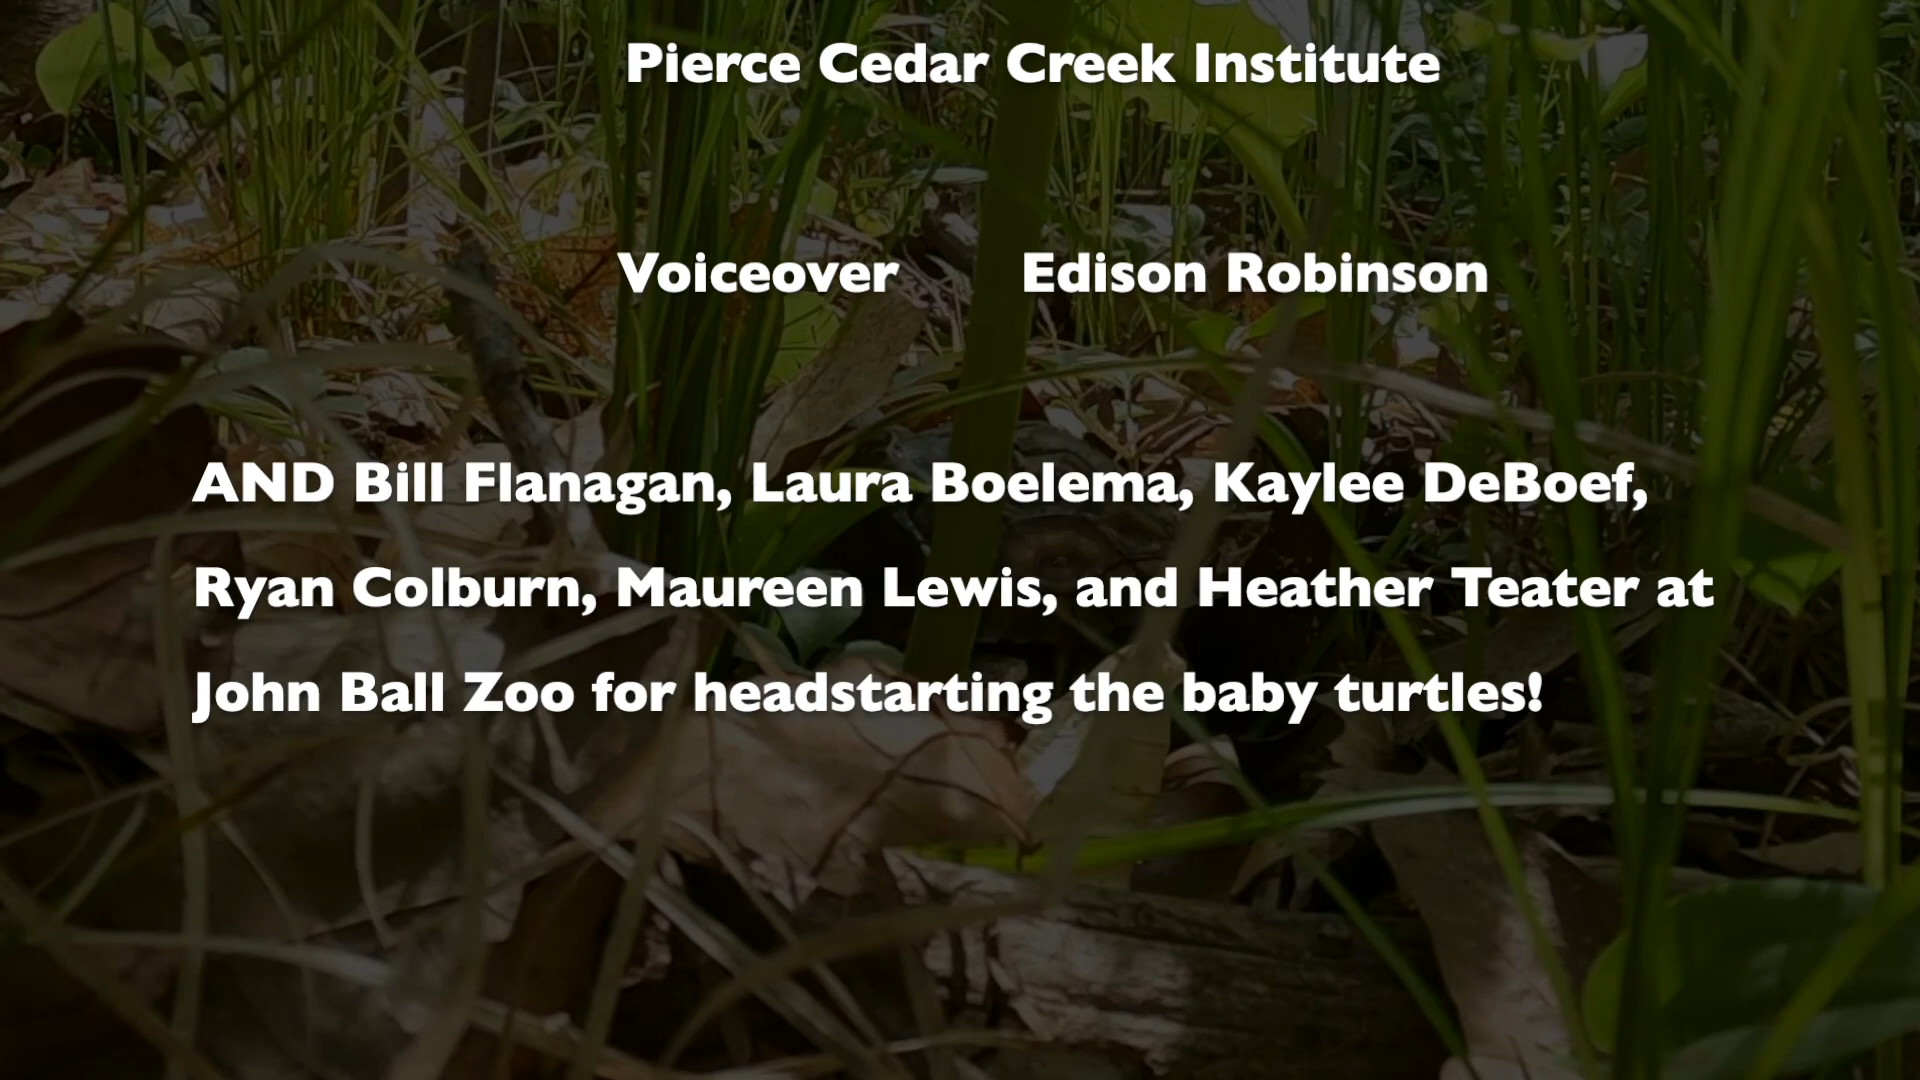 Pierce Cedar Creek Institute
Voiceover Edison Robinson
AND Bill Flanagan, Laura Boelema, Kaylee DeBoef,
Ryan Colburn, Maureen Lewis, and Heather Teater at
John Ball Zoo for headstarting the baby turtles!